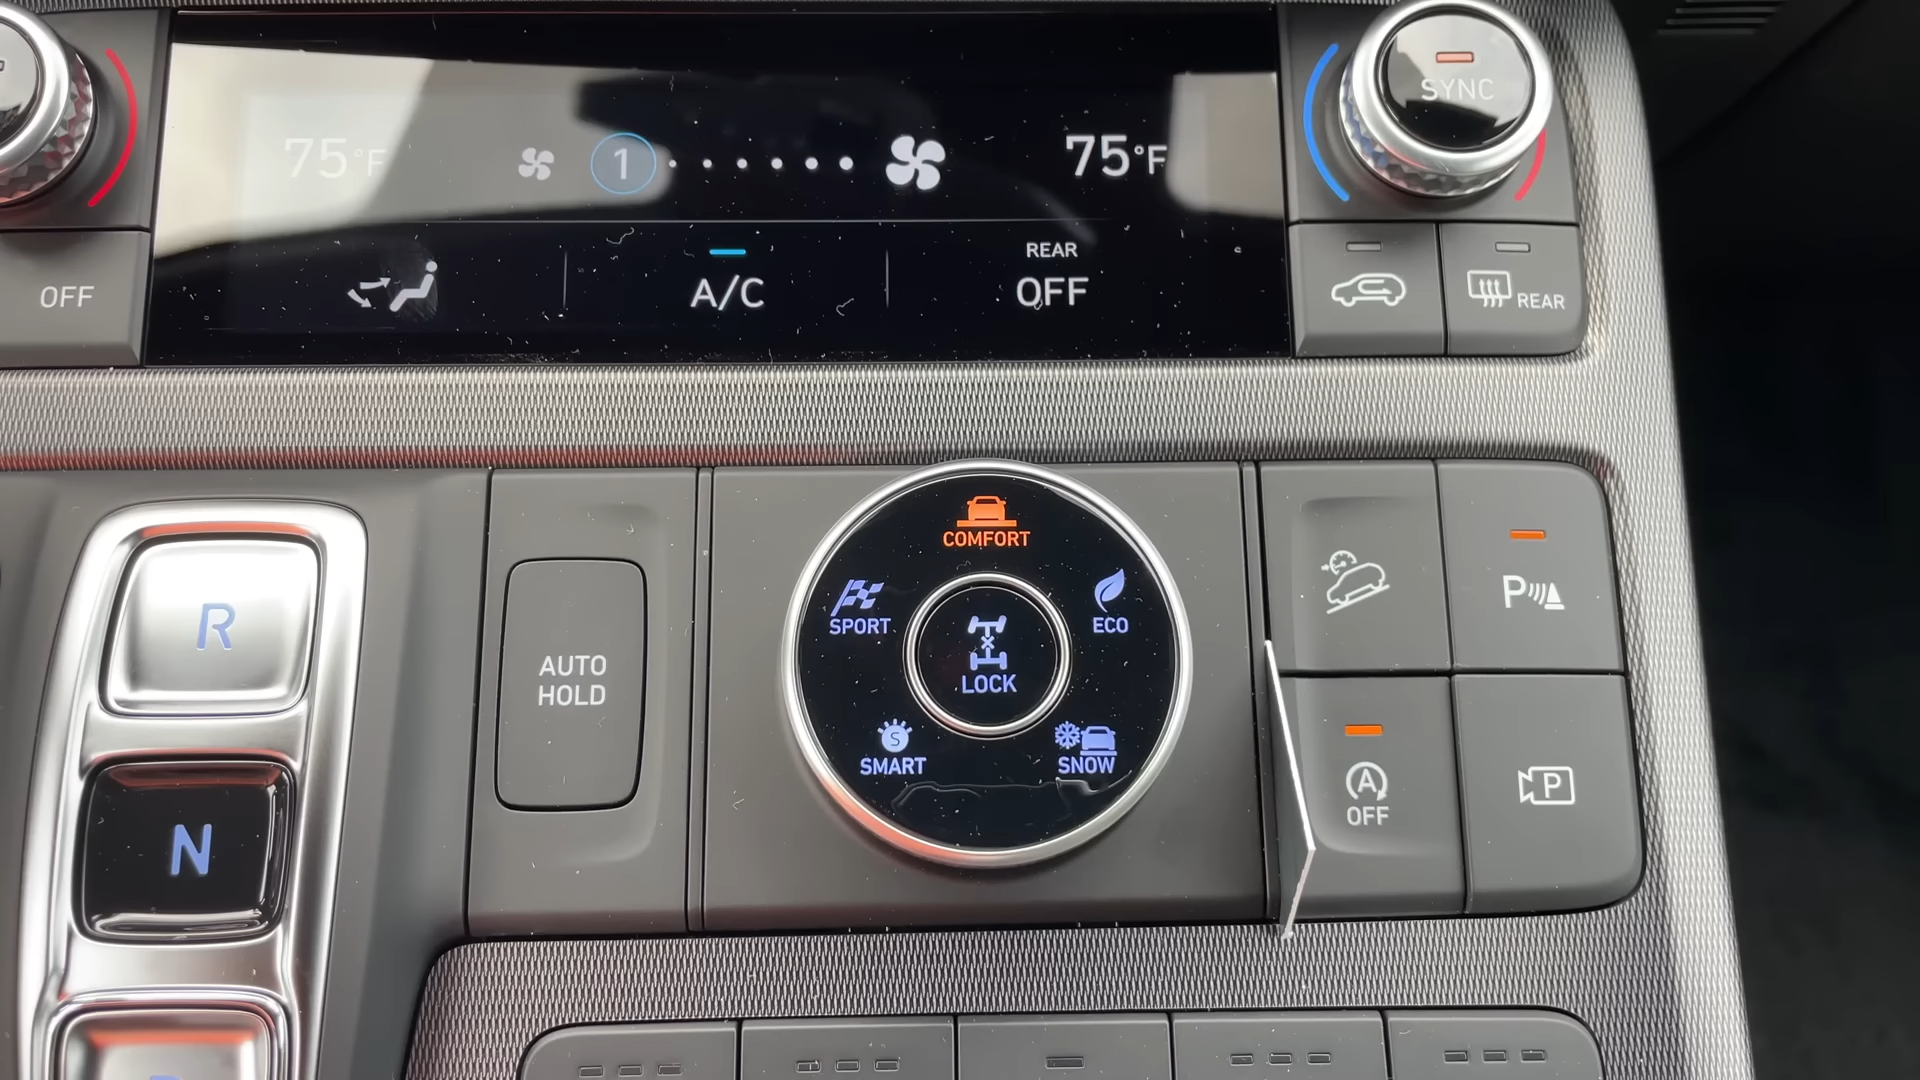 SYNC
75°F
1
75°F
REAR
OFF
A/C
OFF
REAR
COMFORT
SPORT
ECO
R
AUTO
HOLD
LOCK
P
SMART
SNOW
S
N
A
OFF
P